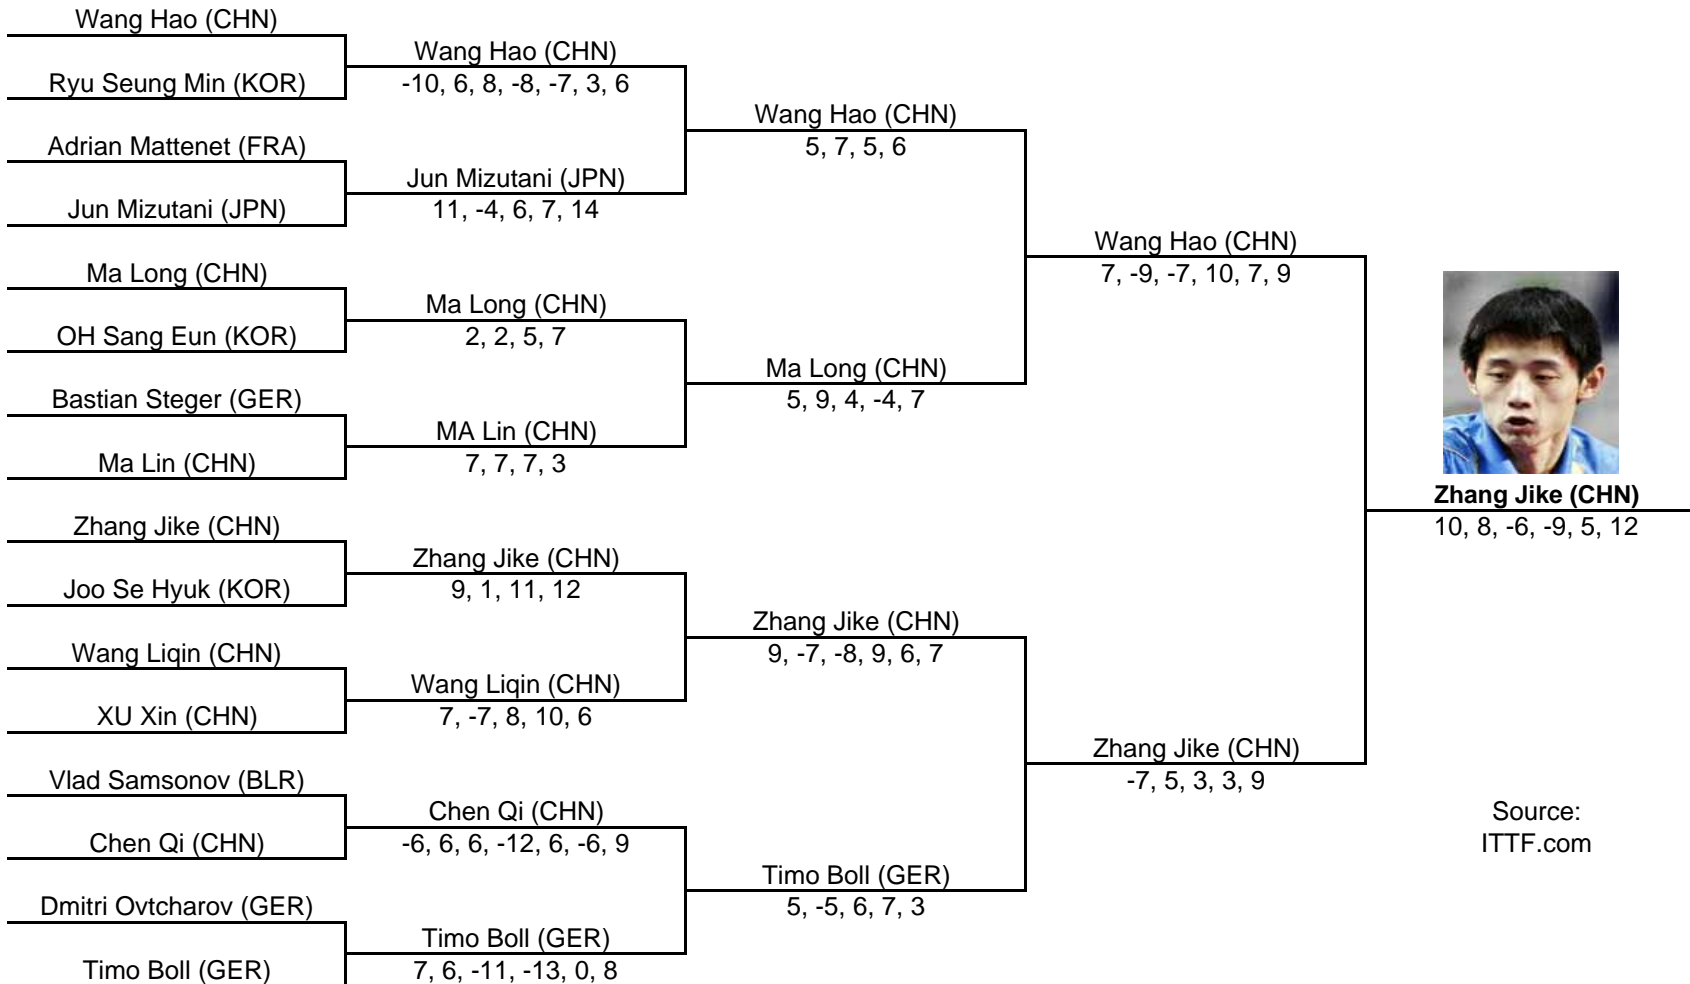 Wang Hao (CHN)
Ryu Seung Min (KOR)
Adrian Mattenet (FRA)
Jun Mizutani (JPN)
Ma Long (CHN)
OH Sang Eun (KOR)
Bastian Steger (GER)
Ma Lin (CHN)
Zhang Jike (CHN)
Joo Se Hyuk (KOR)
Wang Liqin (CHN)
XU Xin (CHN)
Vlad Samsonov (BLR)
Chen Qi (CHN)
Dmitri Ovtcharov (GER)
Timo Boll (GER)
Wang Hao (CHN)
-10, 6, 8, -8, -7, 3, 6
Jun Mizutani (JPN)
11, -4, 6, 7, 14
Ma Long (CHN)
2, 2, 5, 7
MA Lin (CHN)
7, 7, 7, 3
Zhang Jike (CHN)
9, 1, 11, 12
Wang Liqin (CHN)
7, -7, 8, 10, 6
Chen Qi (CHN)
-6, 6, 6, -12, 6, -6, 9
Timo Boll (GER)
7, 6, -11, -13, 0, 8
Wang Hao (CHN)
5, 7, 5, 6
Ma Long (CHN)
5, 9, 4, -4, 7
Zhang Jike (CHN)
9, -7, -8, 9, 6, 7
Timo Boll (GER)
5, -5, 6, 7, 3
Wang Hao (CHN)
7, -9, -7, 10, 7, 9
Zhang Jike (CHN)
-7, 5, 3, 3, 9
Zhang Jike (CHN)
10, 8, -6, -9, 5, 12
Source:
ITTF.com